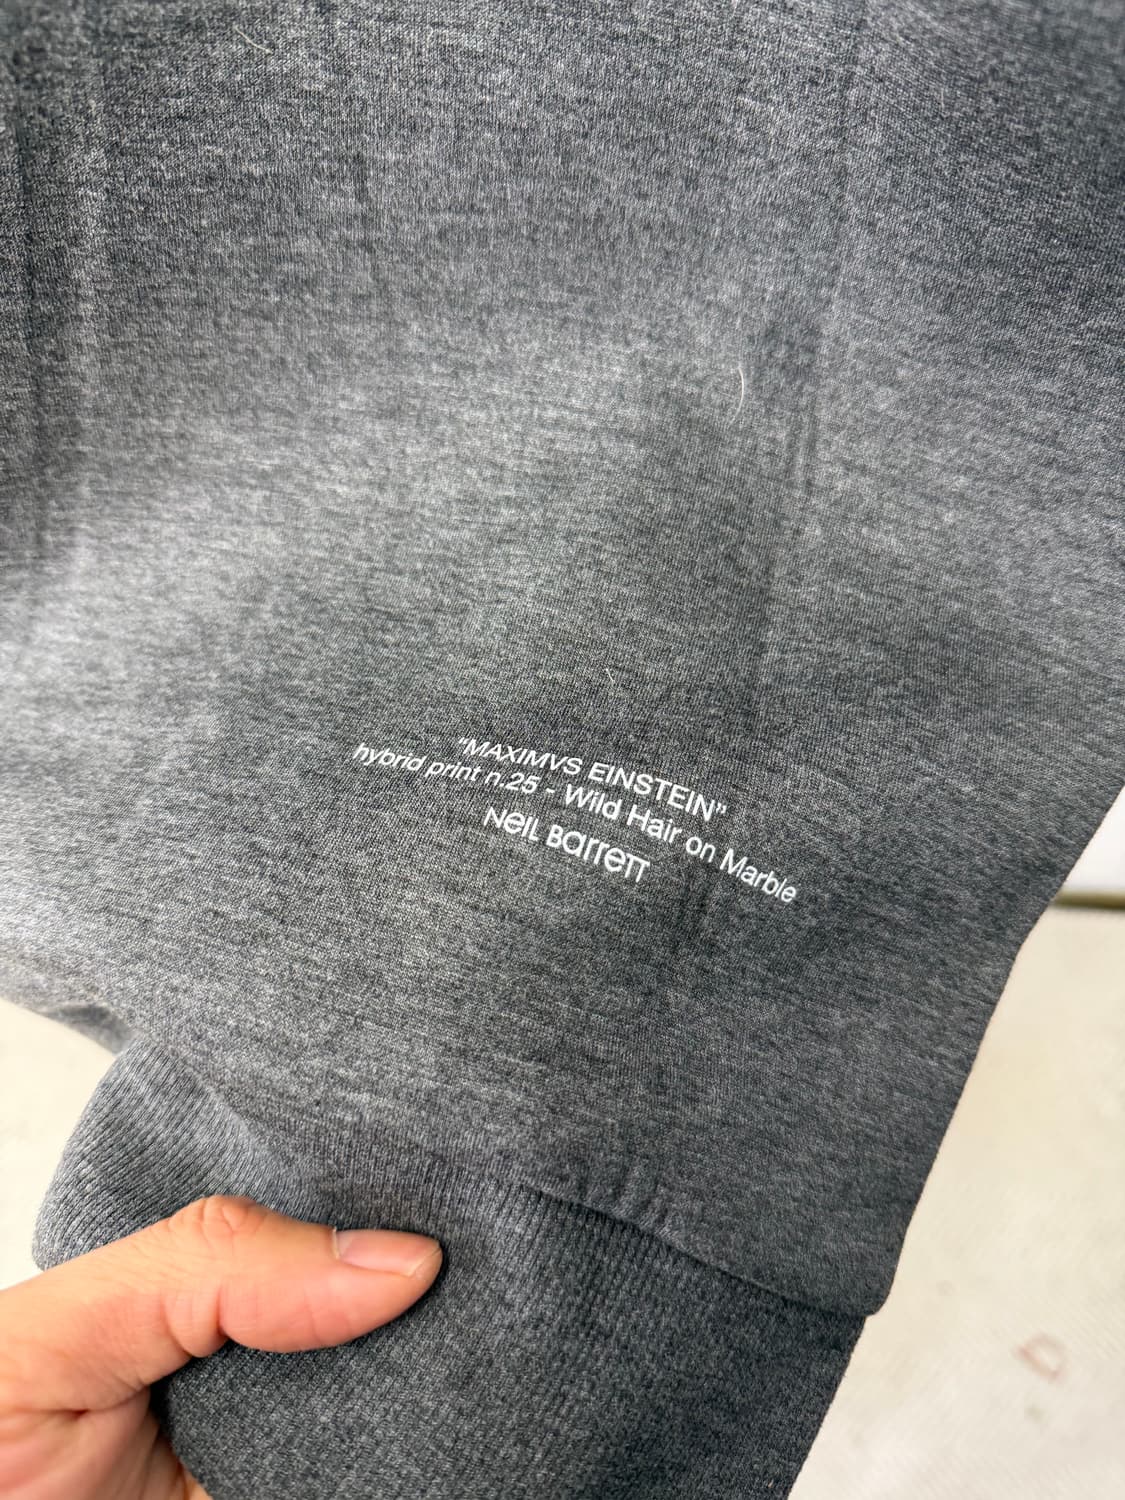 “MAXIMVS EINSTEIN”
hybrid print n.25 - Wild Hair on Marble
NeiL Barrett